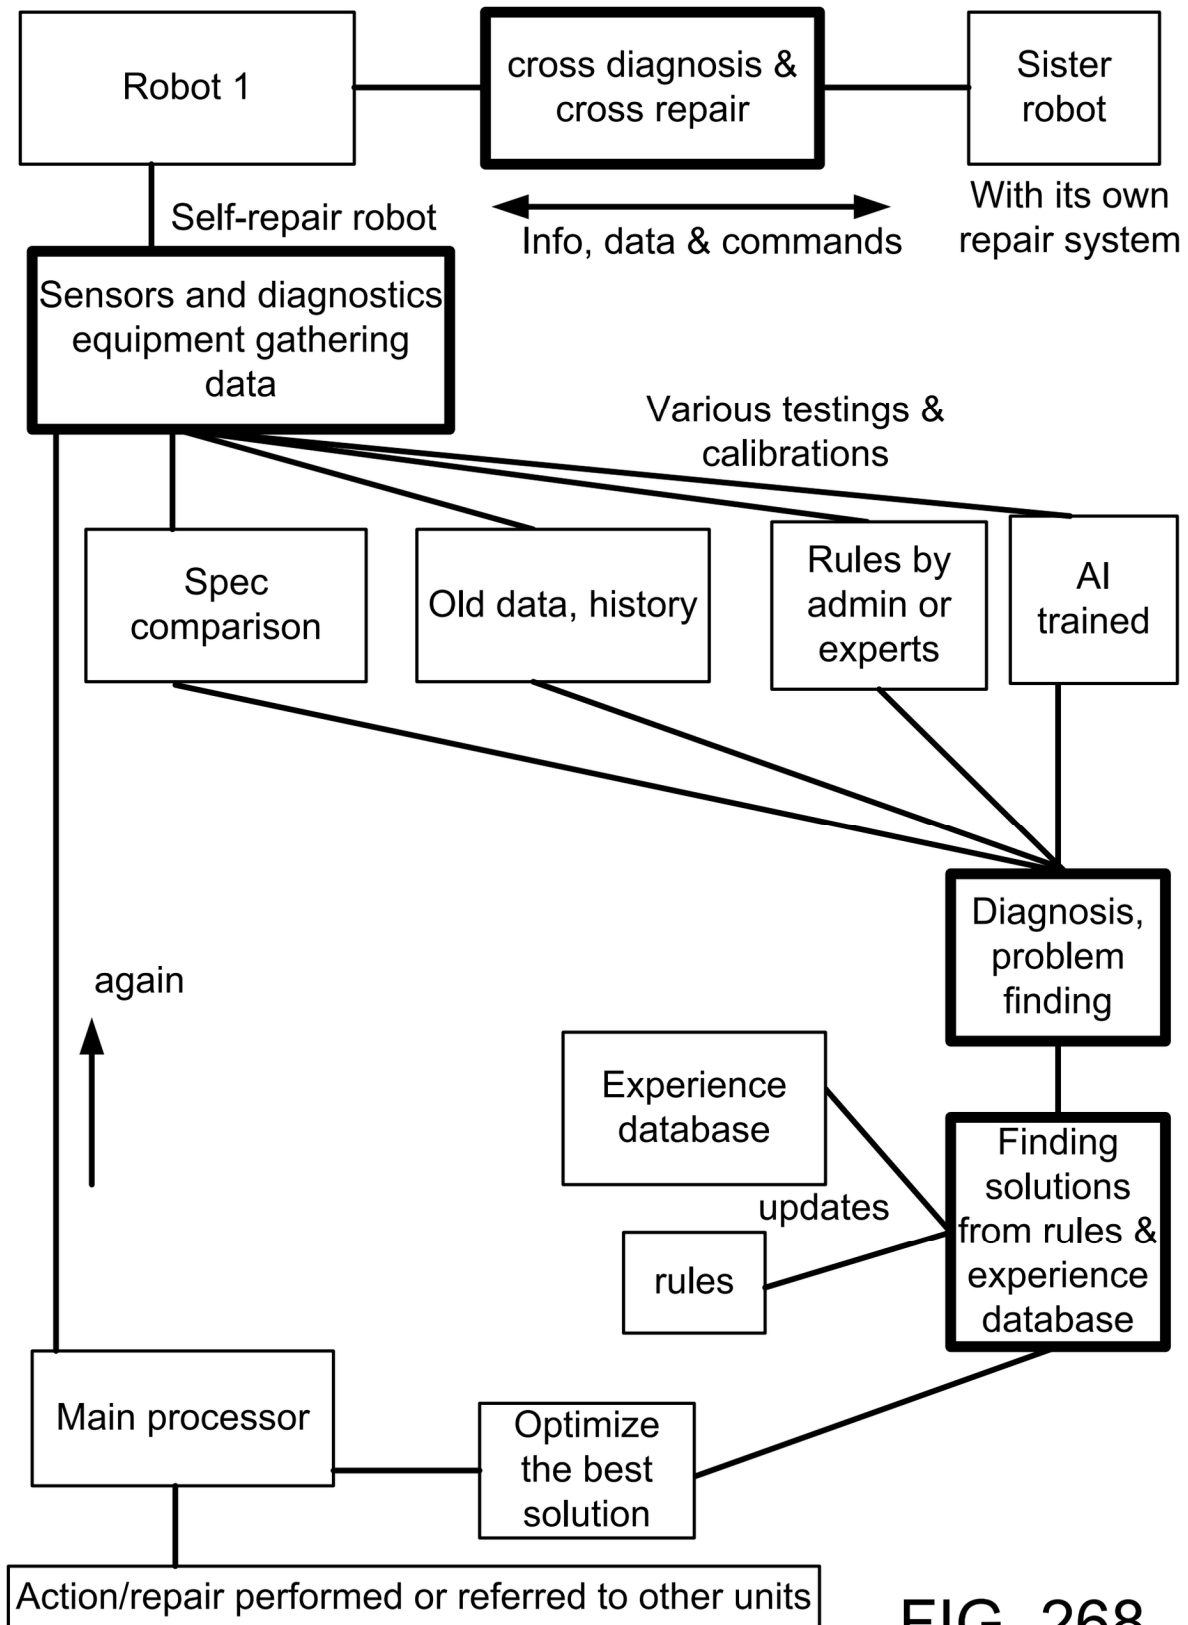 Robot 1
cross diagnosis &
cross repair
Sister
robot
With its own
repair system
Self-repair robot
Info, data & commands
Sensors and diagnostics
equipment gathering
data
Various testings &
calibrations
Spec
comparison
Old data, history
Rules by
admin or
experts
AI
trained
Diagnosis,
problem
finding
again
Experience
database
updates
rules
Finding
solutions
from rules &
experience
database
Main processor
Optimize
the best
solution
Action/repair performed or referred to other units
FIG. 268